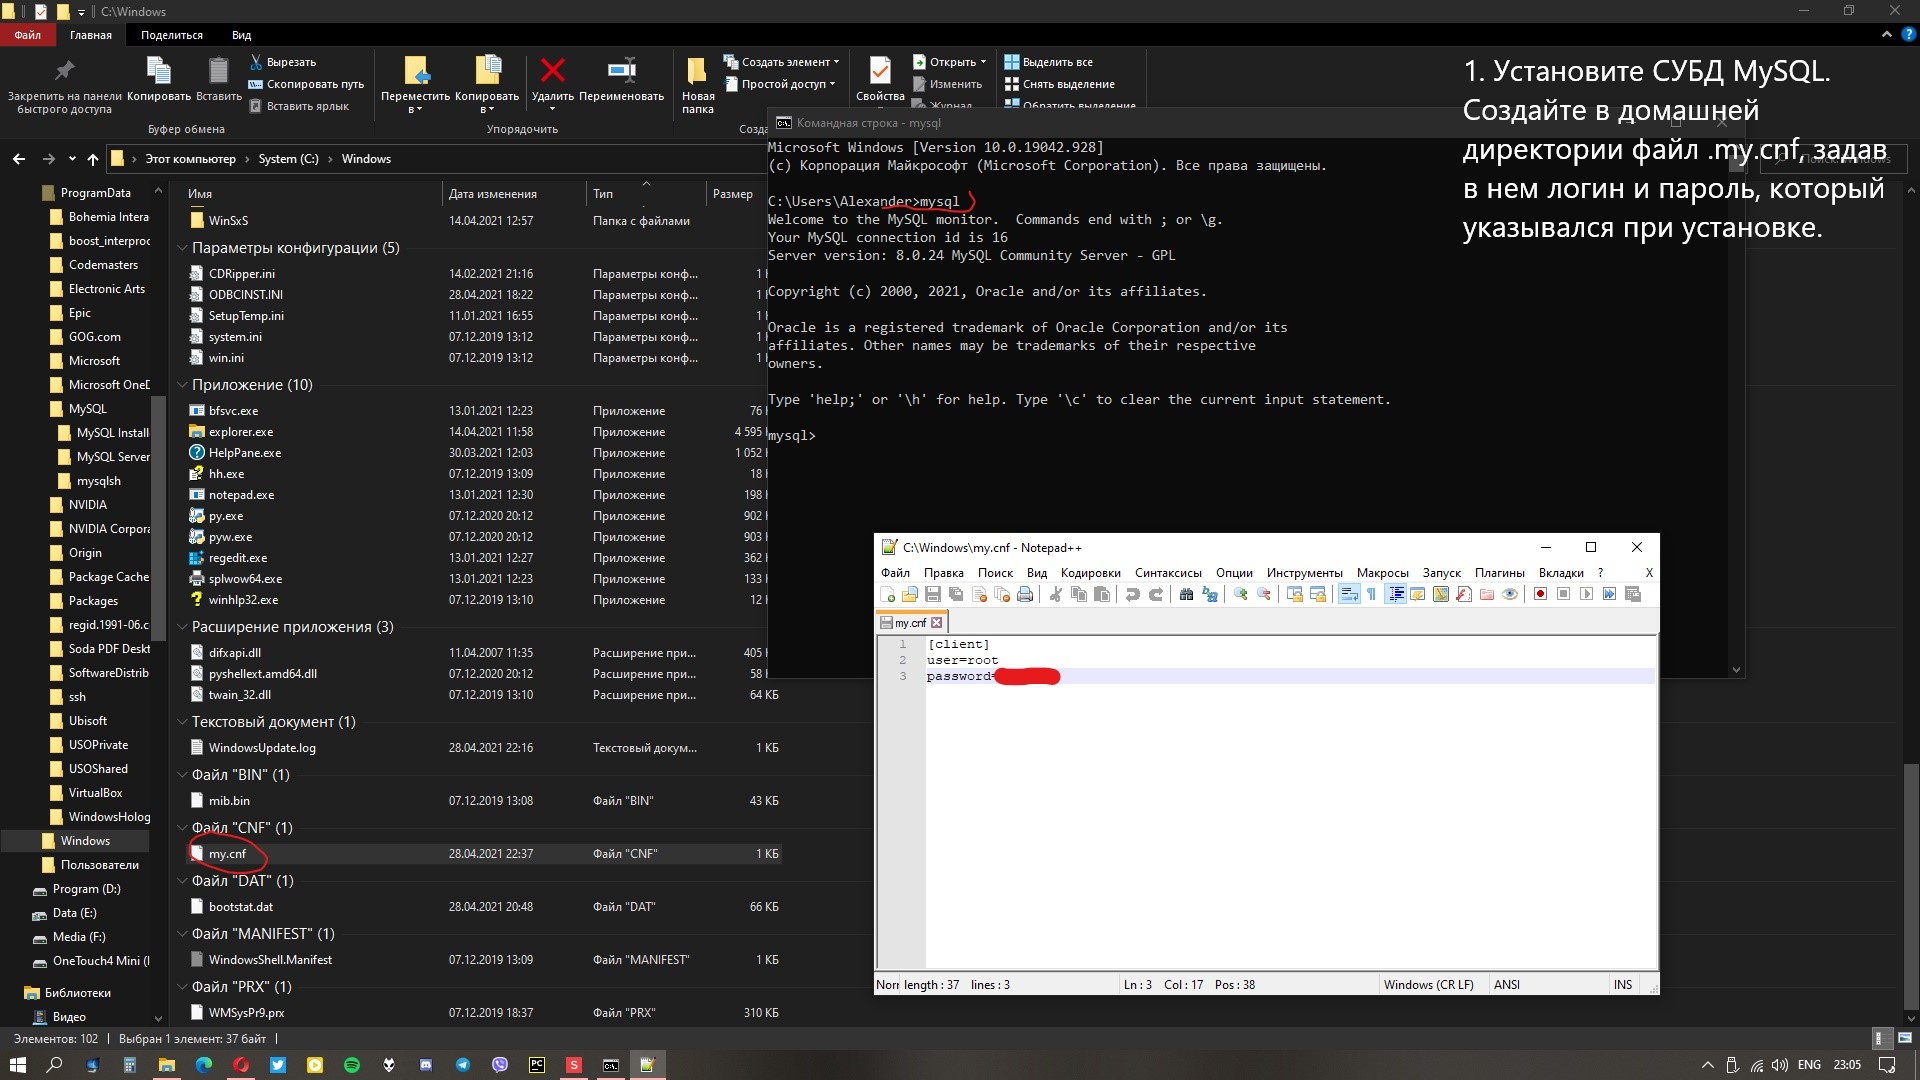 C:\Windows
Файл Главная Поделиться Вид
Закрепить на панели быстрого доступа
Копировать
Вставить
Вырезать
Скопировать путь
Вставить ярлык
Буфер обмена
Переместить в
Копировать в
Удалить
Переименовать
Упорядочить
Новая папка
Создать элемент
Простой доступ
Свойства
Открыть
Изменить
Журнал
Выделить все
Снять выделение
Обратить выделение
1. Установите СУБД MySQL.
Создайте в домашней
директории файл .my.cnf, задав
в нем логин и пароль, который
указывался при установке.
Этот компьютер › System (C:) › Windows
ProgramData
Bohemia Intera
boost_interproc
Codemasters
Electronic Arts
Epic
GOG.com
Microsoft
Microsoft OneD
MySQL
MySQL Install
MySQL Server
mysqlsh
NVIDIA
NVIDIA Corpora
Origin
Package Cache
Packages
regid.1991-06.c
Soda PDF Deskt
SoftwareDistrib
ssh
Ubisoft
USOPrivate
USOShared
VirtualBox
WindowsHolog
Windows
Пользователи
Program (D:)
Data (E:)
Media (F:)
OneTouch4 Mini (
Библиотеки
Видео
Имя Дата изменения Тип Размер
WinSxS 14.04.2021 12:57 Папка с файлами
Параметры конфигурации (5)
CDRipper.ini 14.02.2021 21:16 Параметры конф... 1
ODBCINST.INI 28.04.2021 18:22 Параметры конф... 1
SetupTemp.ini 11.01.2021 16:55 Параметры конф... 1
system.ini 07.12.2019 13:12 Параметры конф... 1
win.ini 07.12.2019 13:12 Параметры конф... 1
Приложение (10)
bfsvc.exe 13.01.2021 12:23 Приложение 76
explorer.exe 14.04.2021 11:58 Приложение 4 595
HelpPane.exe 30.03.2021 12:03 Приложение 1 052
hh.exe 07.12.2019 13:09 Приложение 18
notepad.exe 13.01.2021 12:30 Приложение 198
py.exe 07.12.2020 20:12 Приложение 902
pyw.exe 07.12.2020 20:12 Приложение 903
regedit.exe 13.01.2021 12:27 Приложение 362
splwow64.exe 13.01.2021 12:23 Приложение 133
winhlp32.exe 07.12.2019 13:10 Приложение 12
Расширение приложения (3)
difxapi.dll 11.04.2007 11:35 Расширение при... 405
pyshellext.amd64.dll 07.12.2020 20:12 Расширение при... 58
twain_32.dll 07.12.2019 13:10 Расширение при... 64 КБ
Текстовый документ (1)
WindowsUpdate.log 28.04.2021 22:16 Текстовый докум... 1 КБ
Файл "BIN" (1)
mib.bin 07.12.2019 13:08 Файл "BIN" 43 КБ
Файл "CNF" (1)
my.cnf 28.04.2021 22:37 Файл "CNF" 1 КБ
Файл "DAT" (1)
bootstat.dat 28.04.2021 20:48 Файл "DAT" 66 КБ
Файл "MANIFEST" (1)
WindowsShell.Manifest 07.12.2019 13:09 Файл "MANIFEST" 1 КБ
Файл "PRX" (1)
WMSysPr9.prx 07.12.2019 18:37 Файл "PRX" 310 КБ
Элементов: 102 Выбран 1 элемент: 37 байт
Командная строка - mysql
Microsoft Windows [Version 10.0.19042.928]
(c) Корпорация Майкрософт (Microsoft Corporation). Все права защищены.
C:\Users\Alexander>mysql
Welcome to the MySQL monitor.  Commands end with ; or \g.
Your MySQL connection id is 16
Server version: 8.0.24 MySQL Community Server - GPL
Copyright (c) 2000, 2021, Oracle and/or its affiliates.
Oracle is a registered trademark of Oracle Corporation and/or its
affiliates. Other names may be trademarks of their respective
owners.
Type 'help;' or '\h' for help. Type '\c' to clear the current input statement.
mysql>
C:\Windows\my.cnf - Notepad++
Файл Правка Поиск Вид Кодировки Синтаксисы Опции Инструменты Макросы Запуск Плагины Вкладки ? X
my.cnf
1 [client]
2 user=root
3 password=
length : 37 lines : 3 Ln : 3 Col : 17 Pos : 38 Windows (CR LF) ANSI INS
ENG 23:05